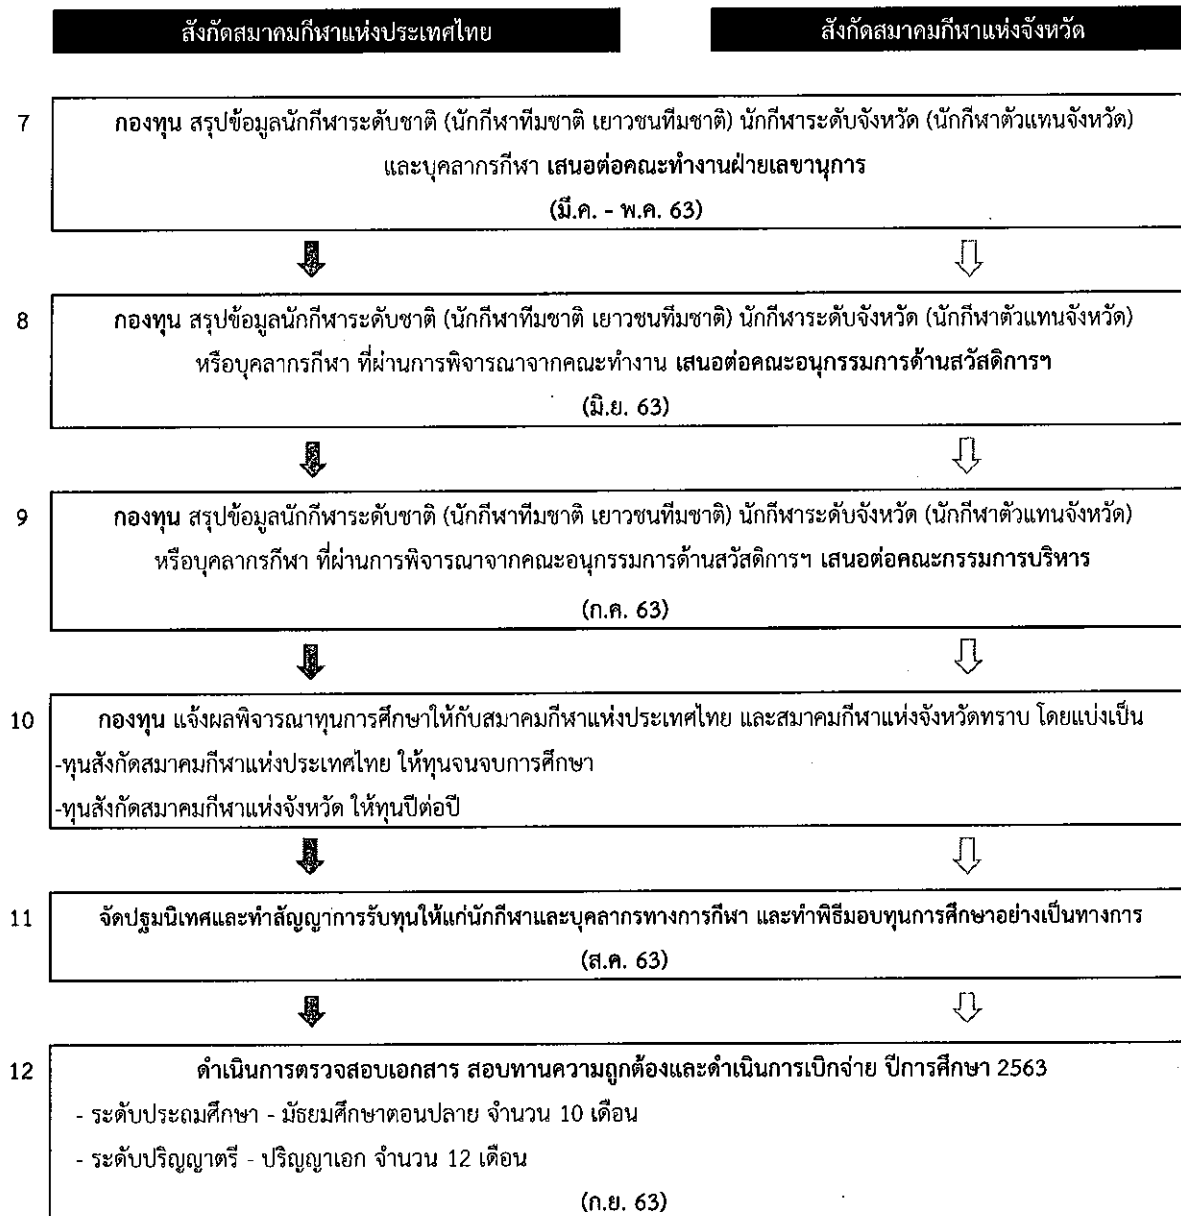 สังกัดสมาคมกีฬาแห่งประเทศไทย
สังกัดสมาคมกีฬาแห่งจังหวัด
7
กองทุน สรุปข้อมูลนักกีฬาระดับชาติ (นักกีฬาทีมชาติ เยาวชนทีมชาติ) นักกีฬาระดับจังหวัด (นักกีฬาตัวแทนจังหวัด)
และบุคลากรกีฬา เสนอต่อคณะทำงานฝ่ายเลขานุการ
(มี.ค. - พ.ค. 63)
8
กองทุน สรุปข้อมูลนักกีฬาระดับชาติ (นักกีฬาทีมชาติ เยาวชนทีมชาติ) นักกีฬาระดับจังหวัด (นักกีฬาตัวแทนจังหวัด)
หรือบุคลากรกีฬา ที่ผ่านการพิจารณาจากคณะทำงาน เสนอต่อคณะอนุกรรมการด้านสวัสดิการฯ
(มิ.ย. 63)
9
กองทุน สรุปข้อมูลนักกีฬาระดับชาติ (นักกีฬาทีมชาติ เยาวชนทีมชาติ) นักกีฬาระดับจังหวัด (นักกีฬาตัวแทนจังหวัด)
หรือบุคลากรกีฬา ที่ผ่านการพิจารณาจากคณะอนุกรรมการด้านสวัสดิการฯ เสนอต่อคณะกรรมการบริหาร
(ก.ค. 63)
10
กองทุน แจ้งผลพิจารณาทุนการศึกษาให้กับสมาคมกีฬาแห่งประเทศไทย และสมาคมกีฬาแห่งจังหวัดทราบ โดยแบ่งเป็น
-ทุนสังกัดสมาคมกีฬาแห่งประเทศไทย ให้ทุนจนจบการศึกษา
-ทุนสังกัดสมาคมกีฬาแห่งจังหวัด ให้ทุนปีต่อปี
11
จัดปฐมนิเทศและทำสัญญาการรับทุนให้แก่นักกีฬาและบุคลากรทางการกีฬา และทำพิธีมอบทุนการศึกษาอย่างเป็นทางการ
(ส.ค. 63)
12
ดำเนินการตรวจสอบเอกสาร สอบทานความถูกต้องและดำเนินการเบิกจ่าย ปีการศึกษา 2563
- ระดับประถมศึกษา - มัธยมศึกษาตอนปลาย จำนวน 10 เดือน
- ระดับปริญญาตรี - ปริญญาเอก จำนวน 12 เดือน
(ก.ย. 63)